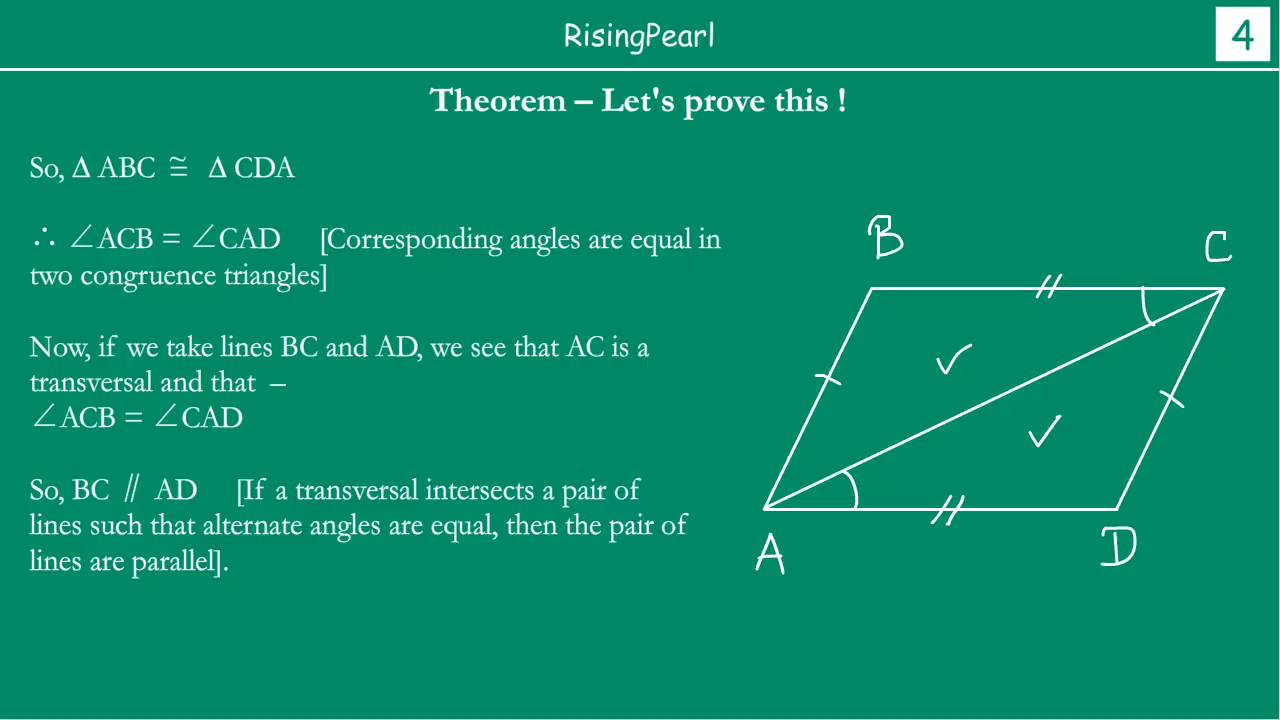 RisingPearl
4
Theorem – Let's prove this !
So, Δ ABC ≅ Δ CDA
∴ ∠ACB = ∠CAD [Corresponding angles are equal in
two congruence triangles]
Now, if we take lines BC and AD, we see that AC is a
transversal and that –
∠ACB = ∠CAD
So, BC ∥ AD [If a transversal intersects a pair of
lines such that alternate angles are equal, then the pair of
lines are parallel].
B
C
A
D